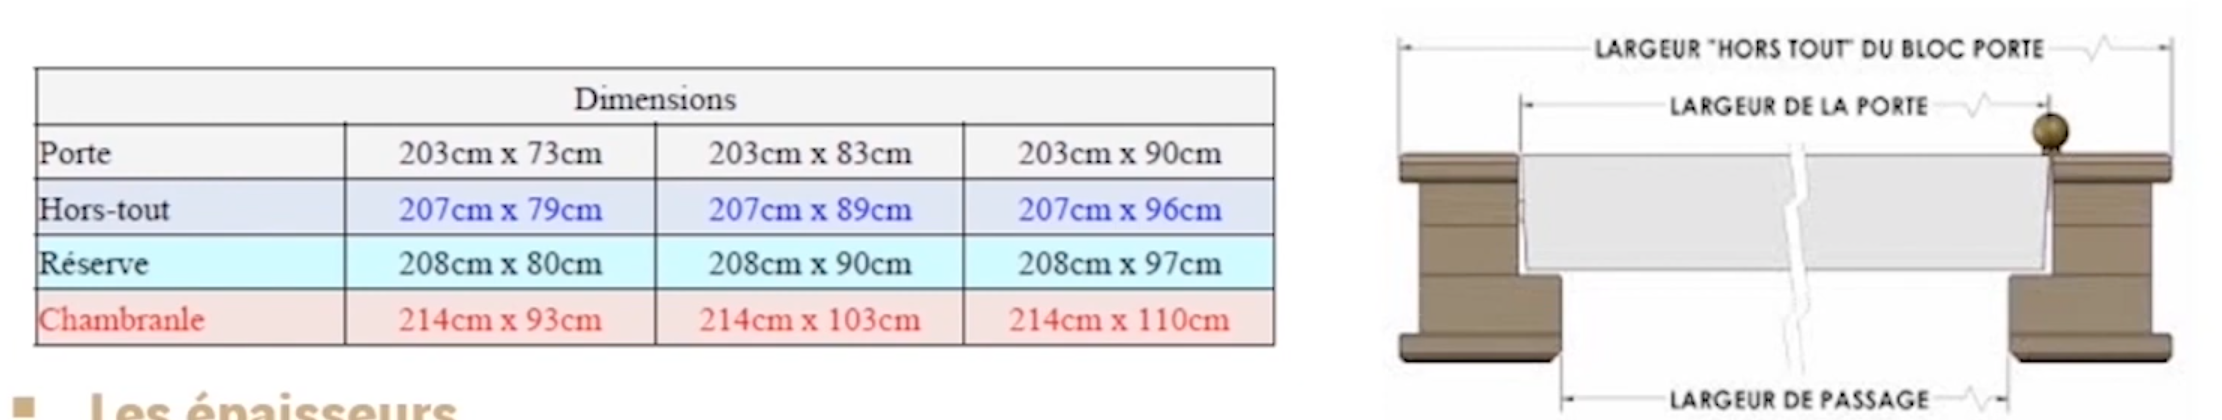 Dimensions
Porte 203cm x 73cm 203cm x 83cm 203cm x 90cm
Hors-tout 207cm x 79cm 207cm x 89cm 207cm x 96cm
Réserve 208cm x 80cm 208cm x 90cm 208cm x 97cm
Chambranle 214cm x 93cm 214cm x 103cm 214cm x 110cm
Les épaisseurs
LARGEUR "HORS TOUT" DU BLOC PORTE
LARGEUR DE LA PORTE
LARGEUR DE PASSAGE